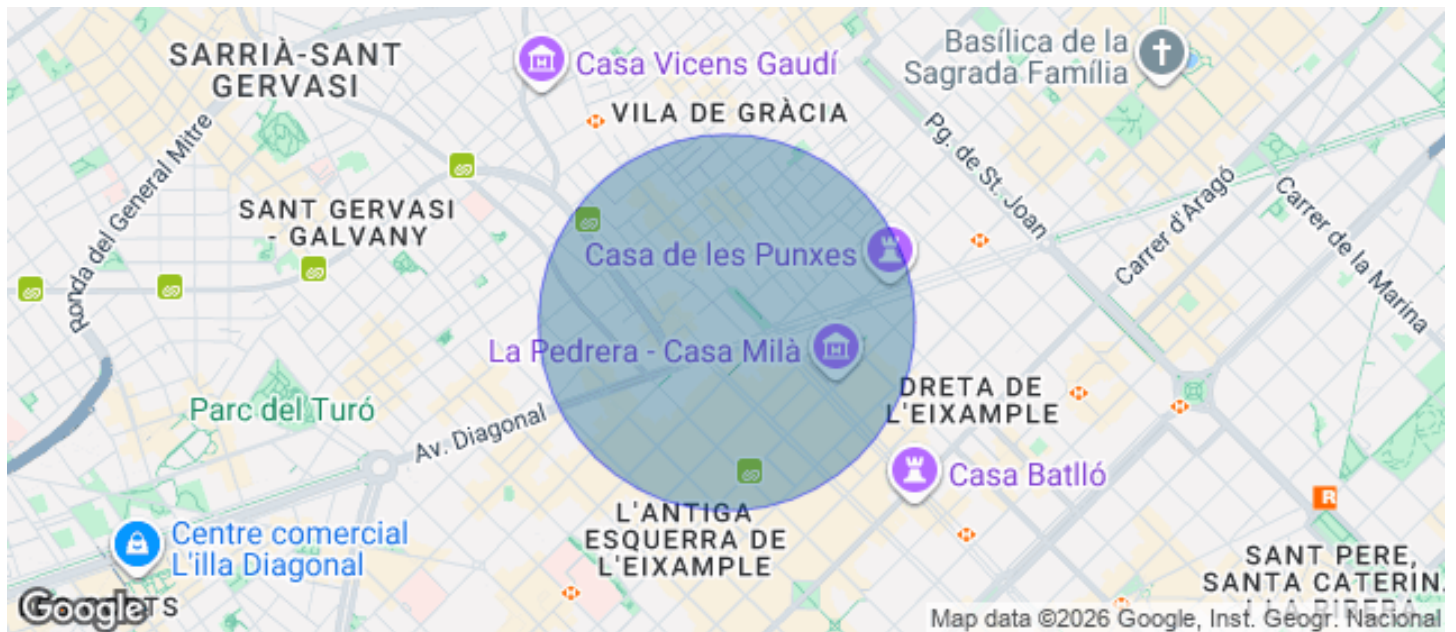 SARRIÀ-SANT
GERVASI
Casa Vicens Gaudí
Basílica de la
Sagrada Família
VILA DE GRÀCIA
Ronda del General Mitre
SANT GERVASI
- GALVANY
Pg. de St. Joan
Carrer d'Aragó
Carrer de la Marina
Casa de les Punxes
La Pedrera - Casa Milà
Parc del Turó
Av. Diagonal
DRETA DE
L'EIXAMPLE
Casa Batlló
R
L'ANTIGA
ESQUERRA DE
L'EIXAMPLE
Centre comercial
L'illa Diagonal
SANT PERE,
SANTA CATERIN
I LA RIBERA
TS
Google
Map data ©2026 Google, Inst. Geogr. Nacional